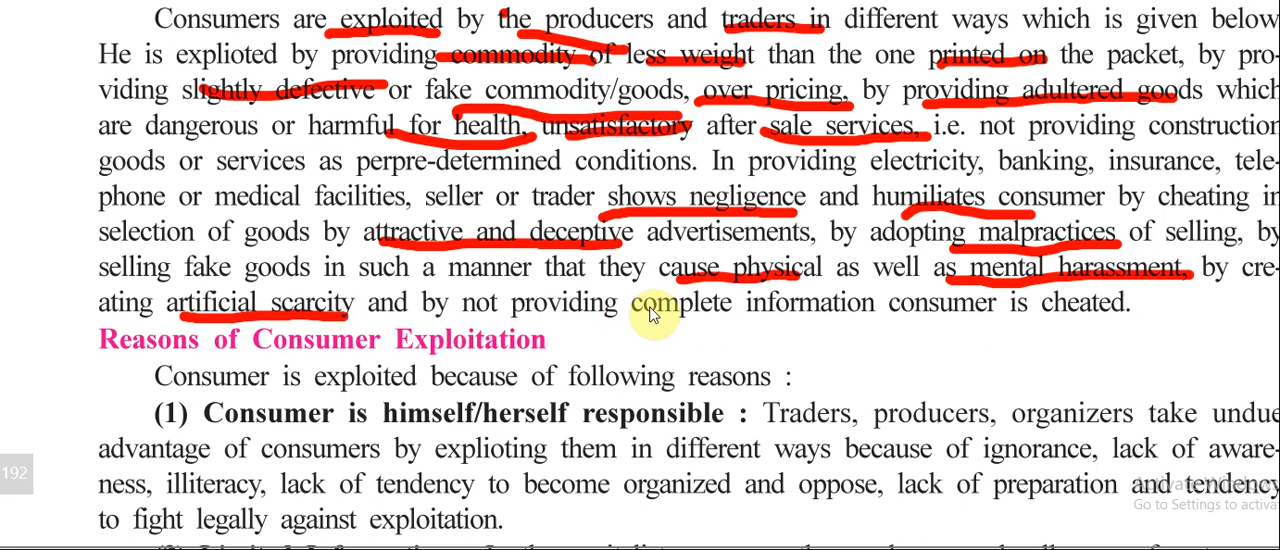 Consumers are exploited by the producers and traders in different ways which is given below
He is explioted by providing commodity of less weight than the one printed on the packet, by pro-
viding slightly defective or fake commodity/goods, over pricing, by providing adultered goods which
are dangerous or harmful for health, unsatisfactory after sale services, i.e. not providing construction
goods or services as perpre-determined conditions. In providing electricity, banking, insurance, tele-
phone or medical facilities, seller or trader shows negligence and humiliates consumer by cheating in
selection of goods by attractive and deceptive advertisements, by adopting malpractices of selling, by
selling fake goods in such a manner that they cause physical as well as mental harassment, by cre-
ating artificial scarcity and by not providing complete information consumer is cheated.
Reasons of Consumer Exploitation
Consumer is exploited because of following reasons :
(1) Consumer is himself/herself responsible : Traders, producers, organizers take undue
advantage of consumers by explioting them in different ways because of ignorance, lack of aware-
ness, illiteracy, lack of tendency to become organized and oppose, lack of preparation and tendency
to fight legally against exploitation.
192
Activate Windows
Go to Settings to activa